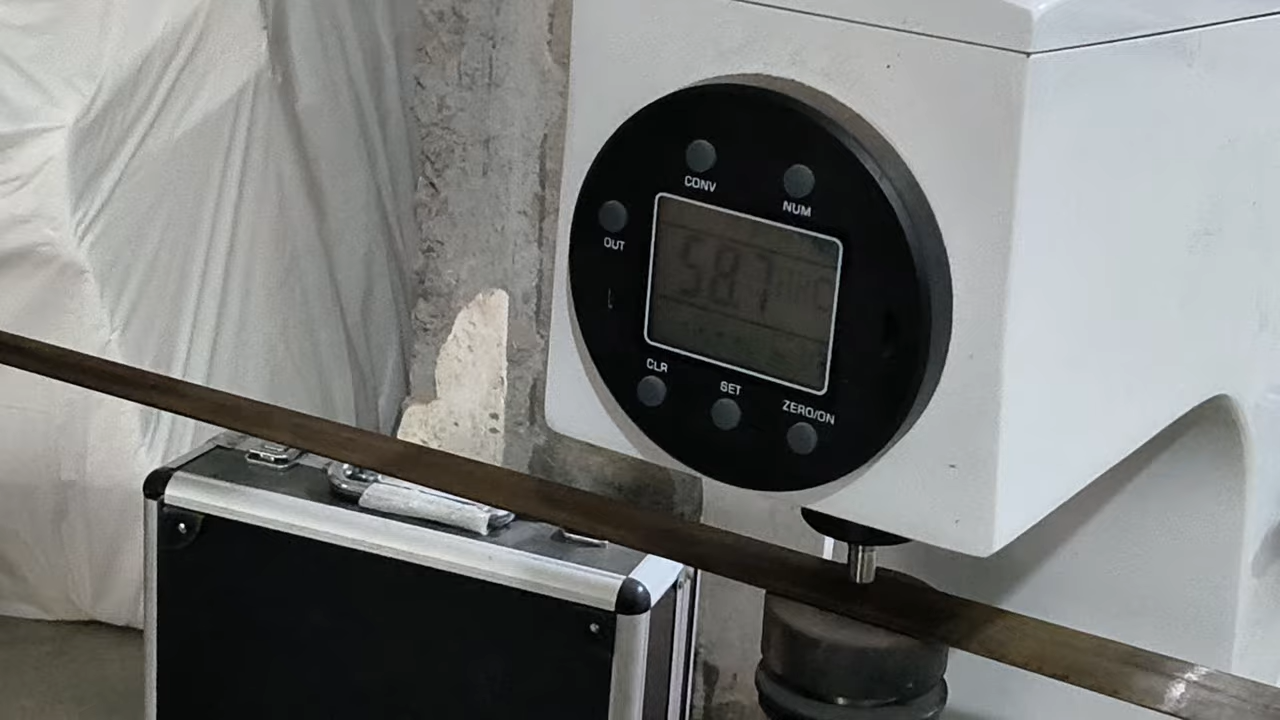 CONV
NUM
OUT
58.7 HRC
CLR
SET
ZERO/ON